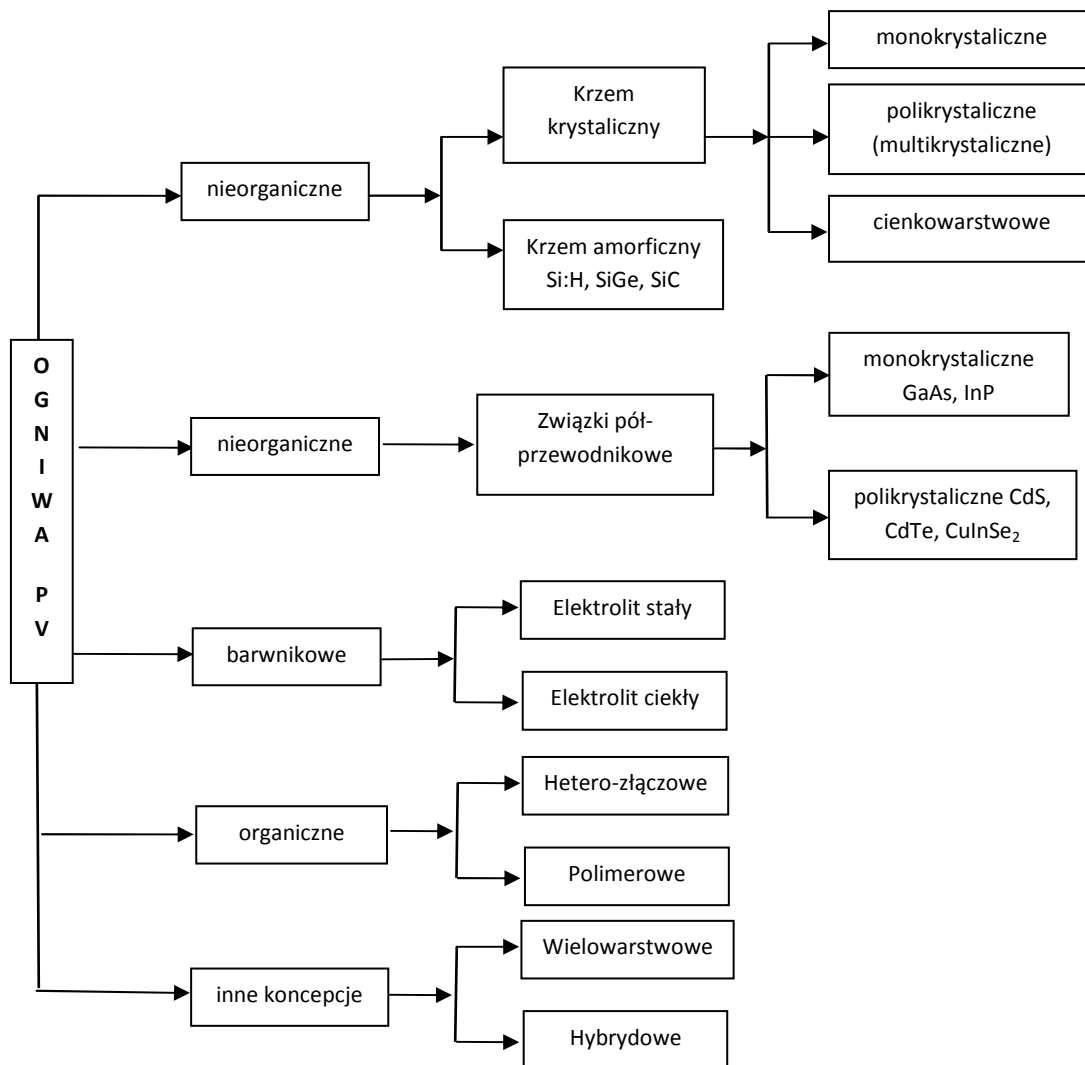 monokrystaliczne
Krzem
krystaliczny
polikrystaliczne
(multikrystaliczne)
nieorganiczne
cienkowarstwowe
Krzem amorficzny
Si:H, SiGe, SiC
O
G
N
I
W
A
P
V
monokrystaliczne
GaAs, InP
nieorganiczne
Związki pół-
przewodnikowe
polikrystaliczne CdS,
CdTe, CuInSe₂
barwnikowe
Elektrolit stały
Elektrolit ciekły
organiczne
Hetero-złączowe
Polimerowe
inne koncepcje
Wielowarstwowe
Hybrydowe